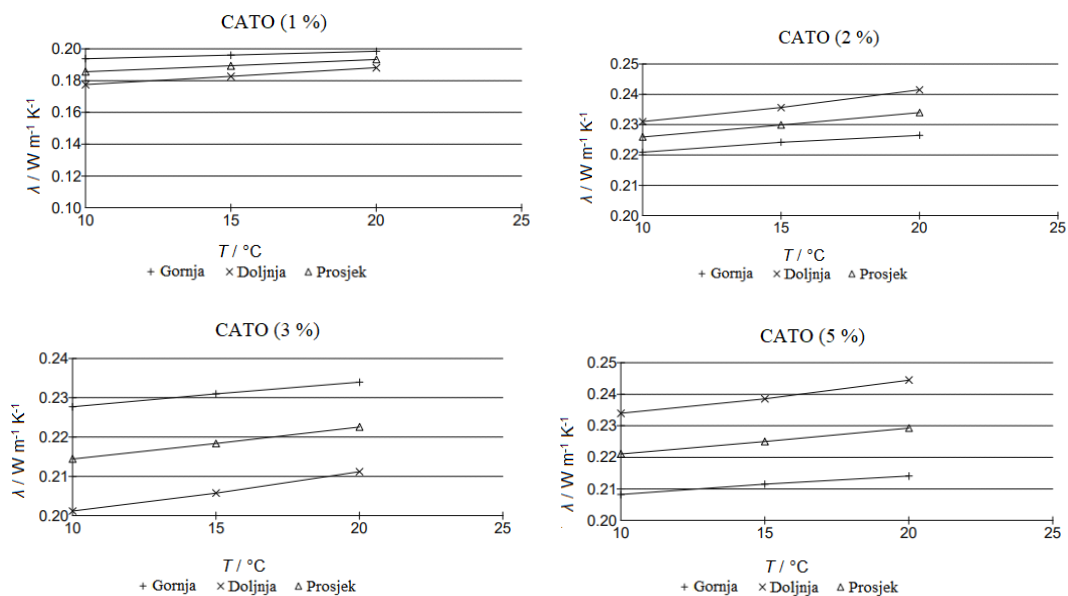 CATO (1 %)
λ / W m⁻¹ K⁻¹
0.20
0.18
0.16
0.14
0.12
0.10
10 15 20 25
T / °C
+ Gornja × Doljnja △ Prosjek
CATO (2 %)
λ / W m⁻¹ K⁻¹
0.25
0.24
0.23
0.22
0.21
0.20
10 15 20 25
T / °C
+ Gornja × Doljnja △ Prosjek
CATO (3 %)
λ / W m⁻¹ K⁻¹
0.24
0.23
0.22
0.21
0.20
10 15 20 25
T / °C
+ Gornja × Doljnja △ Prosjek
CATO (5 %)
λ / W m⁻¹ K⁻¹
0.25
0.24
0.23
0.22
0.21
0.20
10 15 20 25
T / °C
+ Gornja × Doljnja △ Prosjek